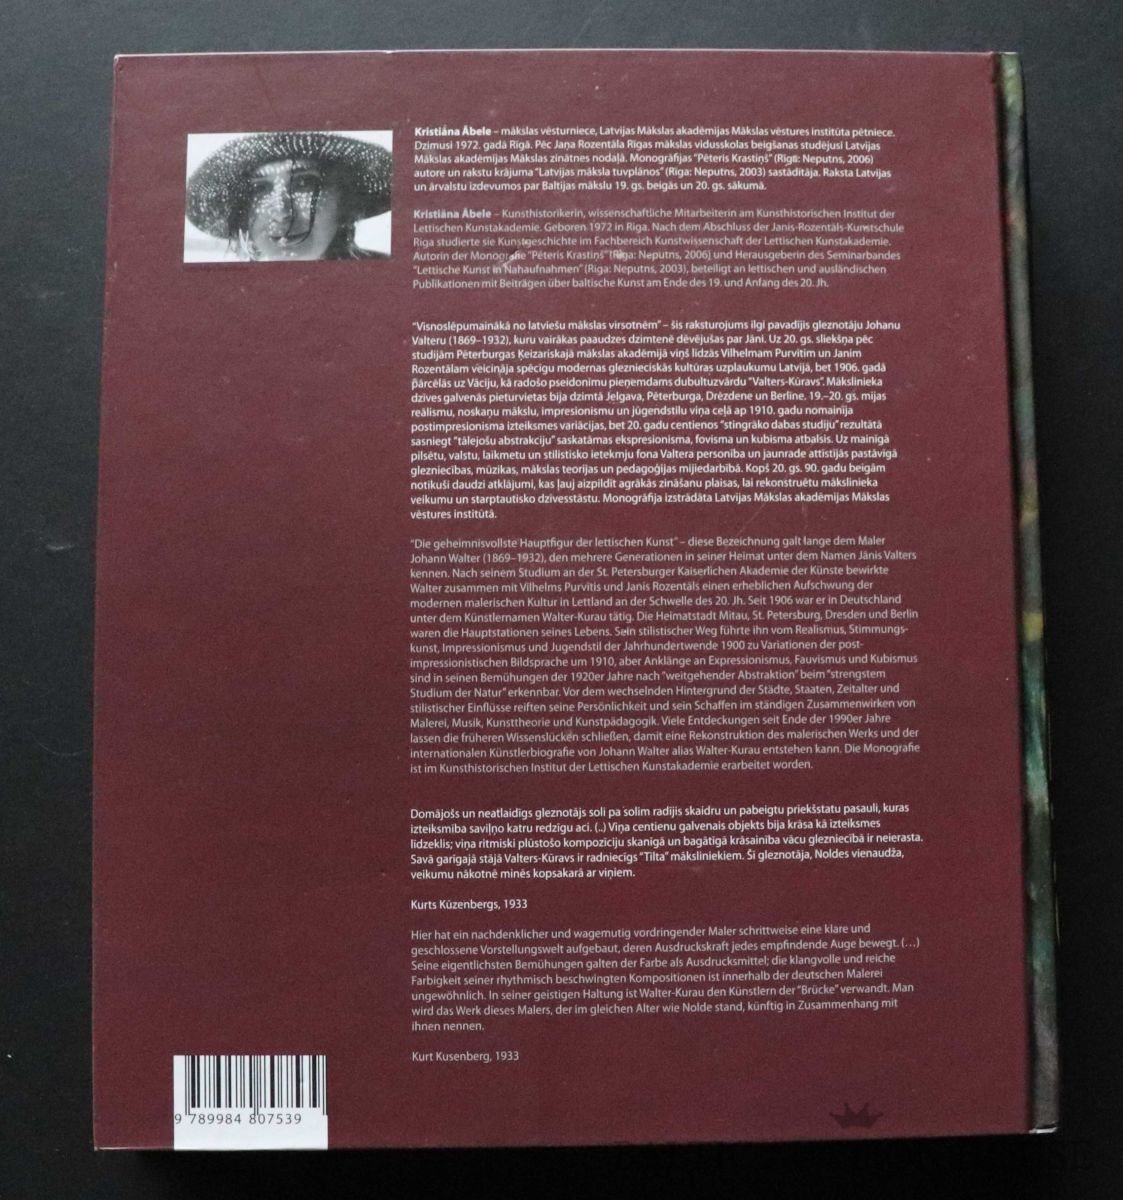 Kristiāna Ābele – mākslas vēsturniece, Latvijas Mākslas akadēmijas Mākslas vēstures institūta pētniece.
Dzimusi 1972. gadā Rīgā. Pēc Jaņa Rozentāla Rīgas mākslas vidusskolas beigšanas studējusi Latvijas
Mākslas akadēmijas Mākslas zinātnes nodaļā. Monogrāfijas "Pēteris Krastiņš" (Rīga: Neputns, 2006)
autore un rakstu krājuma "Latvijas māksla tuvplānos" (Rīga: Neputns, 2003) sastādītāja. Raksta Latvijas
un ārvalstu izdevumos par Baltijas mākslu 19. gs. beigās un 20. gs. sākumā.
Kristiāna Ābele – Kunsthistorikerin, wissenschaftliche Mitarbeiterin am Kunsthistorischen Institut der
Lettischen Kunstakademie. Geboren 1972 in Riga. Nach dem Abschluss der Janis-Rozentāls-Kunstschule
Riga studierte sie Kunstgeschichte im Fachbereich Kunstwissenschaft der Lettischen Kunstakademie.
Autorin der Monografie "Pēteris Krastiņš" (Riga: Neputns, 2006) und Herausgeberin des Seminarbandes
"Lettische Kunst in Nahaufnahmen" (Riga: Neputns, 2003), beteiligt an lettischen und ausländischen
Publikationen mit Beiträgen über baltische Kunst am Ende des 19. und Anfang des 20. Jh.
"Visnoslēpumainākā no latviešu mākslas virsotnēm" – šis raksturojums ilgi pavadījis gleznotāju Johanu
Valteru (1869–1932), kuru vairākas paaudzes dzimtenē dēvējušas par Jāni. Uz 20. gs. sliekšņa pēc
studijām Pēterburgas Ķeizariskajā mākslas akadēmijā viņš līdzās Vilhelmam Purvītim un Janim
Rozentālam veicināja spēcīgu modernas glezniecīskās kultūras uzplaukumu Latvijā, bet 1906. gadā
pārcēlās uz Vāciju, kā radošo pseidonīmu pieņemdams dubultuzvārdu "Valters-Kūravs". Mākslinieka
dzīves galvenās pieturvietas bija dzimtā Jelgava, Pēterburga, Drēzdene un Berlīne. 19.–20. gs. mijas
reālismu, noskaņu mākslu, impresionismu un jūgendstilu viņa ceļā ap 1910. gadu nomainīja
postimpresionisma izteiksmes variācijas, bet 20. gadu centienos "stingrāko dabas studiju" rezultātā
sasniegt "tālejošu abstrakciju" saskatāmas ekspresionisma, fovisma un kubisma atbalsis. Uz mainīgā
pilsētu, valstu, laikmetu un stilistisko ietekmju fona Valtera personība un jaunrade attīstījās pastāvīgā
glezniecības, mūzikas, mākslas teorijas un pedagoģijas mijiedarbībā. Kopš 20. gs. 90. gadu beigām
notikuši daudzi atklājumi, kas ļauj aizpildīt agrākās zināšanu plaisas, lai rekonstruētu mākslinieka
veikumu un starptautisko dzīvesstāstu. Monogrāfija izstrādāta Latvijas Mākslas akadēmijas Mākslas
vēstures institūtā.
"Die geheimnisvollste Hauptfigur der lettischen Kunst" – diese Bezeichnung galt lange dem Maler
Johann Walter (1869–1932), den mehrere Generationen in seiner Heimat unter dem Namen Jānis Valters
kennen. Nach seinem Studium an der St. Petersburger Kaiserlichen Akademie der Künste bewirkte
Walter zusammen mit Vilhelms Purvītis und Janis Rozentāls einen erheblichen Aufschwung der
modernen malerischen Kultur in Lettland an der Schwelle des 20. Jh. Seit 1906 war er in Deutschland
unter dem Künstlernamen Walter-Kurau tätig. Die Heimatstadt Mitau, St. Petersburg, Dresden und Berlin
waren die Hauptstationen seines Lebens. Sein stilistischer Weg führte ihn vom Realismus, Stimmungs-
kunst, Impressionismus und Jugendstil der Jahrhundertwende 1900 zu Variationen der post-
impressionistischen Bildsprache um 1910, aber Anklänge an Expressionismus, Fauvismus und Kubismus
sind in seinen Bemühungen der 1920er Jahre nach "weitgehender Abstraktion" beim "strengstem
Studium der Natur" erkennbar. Vor dem wechselnden Hintergrund der Städte, Staaten, Zeitalter und
stilistischer Einflüsse reiften seine Persönlichkeit und sein Schaffen im ständigen Zusammenwirken von
Malerei, Musik, Kunsttheorie und Kunstpädagogik. Viele Entdeckungen seit Ende der 1990er Jahre
lassen die früheren Wissenslücken schließen, damit eine Rekonstruktion des malerischen Werks und der
internationalen Künstlerbiografie von Johann Walter alias Walter-Kurau entstehen kann. Die Monografie
ist im Kunsthistorischen Institut der Lettischen Kunstakademie erarbeitet worden.
Domājošs un neatlaidīgs gleznotājs soli pa solim radījis skaidru un pabeigtu priekšstatu pasauli, kuras
izteiksmība saviļņo katru redzīgu aci. (..) Viņa centienu galvenais objekts bija krāsa kā izteiksmes
līdzeklis; viņa ritmiski plūstošo kompozīciju skanīgā un bagātīgā krāsainība vācu glezniecībā ir neierasta.
Savā garīgajā stājā Valters-Kūravs ir radniecīgs "Tilta" māksliniekiem. Šī gleznotāja, Noldes vienaudža,
veikumu nākotnē minēs kopsakarā ar viņiem.
Kurts Kūzenbergs, 1933
Hier hat ein nachdenklicher und wagemutig vordringender Maler schrittweise eine klare und
geschlossene Vorstellungswelt aufgebaut, deren Ausdruckskraft jedes empfindende Auge bewegt. (…)
Seine eigentlichsten Bemühungen galten der Farbe als Ausdrucksmittel; die klangvolle und reiche
Farbigkeit seiner rhythmisch beschwingten Kompositionen ist innerhalb der deutschen Malerei
ungewöhnlich. In seiner geistigen Haltung ist Walter-Kurau den Künstlern der "Brücke" verwandt. Man
wird das Werk dieses Malers, der im gleichen Alter wie Nolde stand, künftig in Zusammenhang mit
ihnen nennen.
Kurt Kusenberg, 1933
9 789984 807539